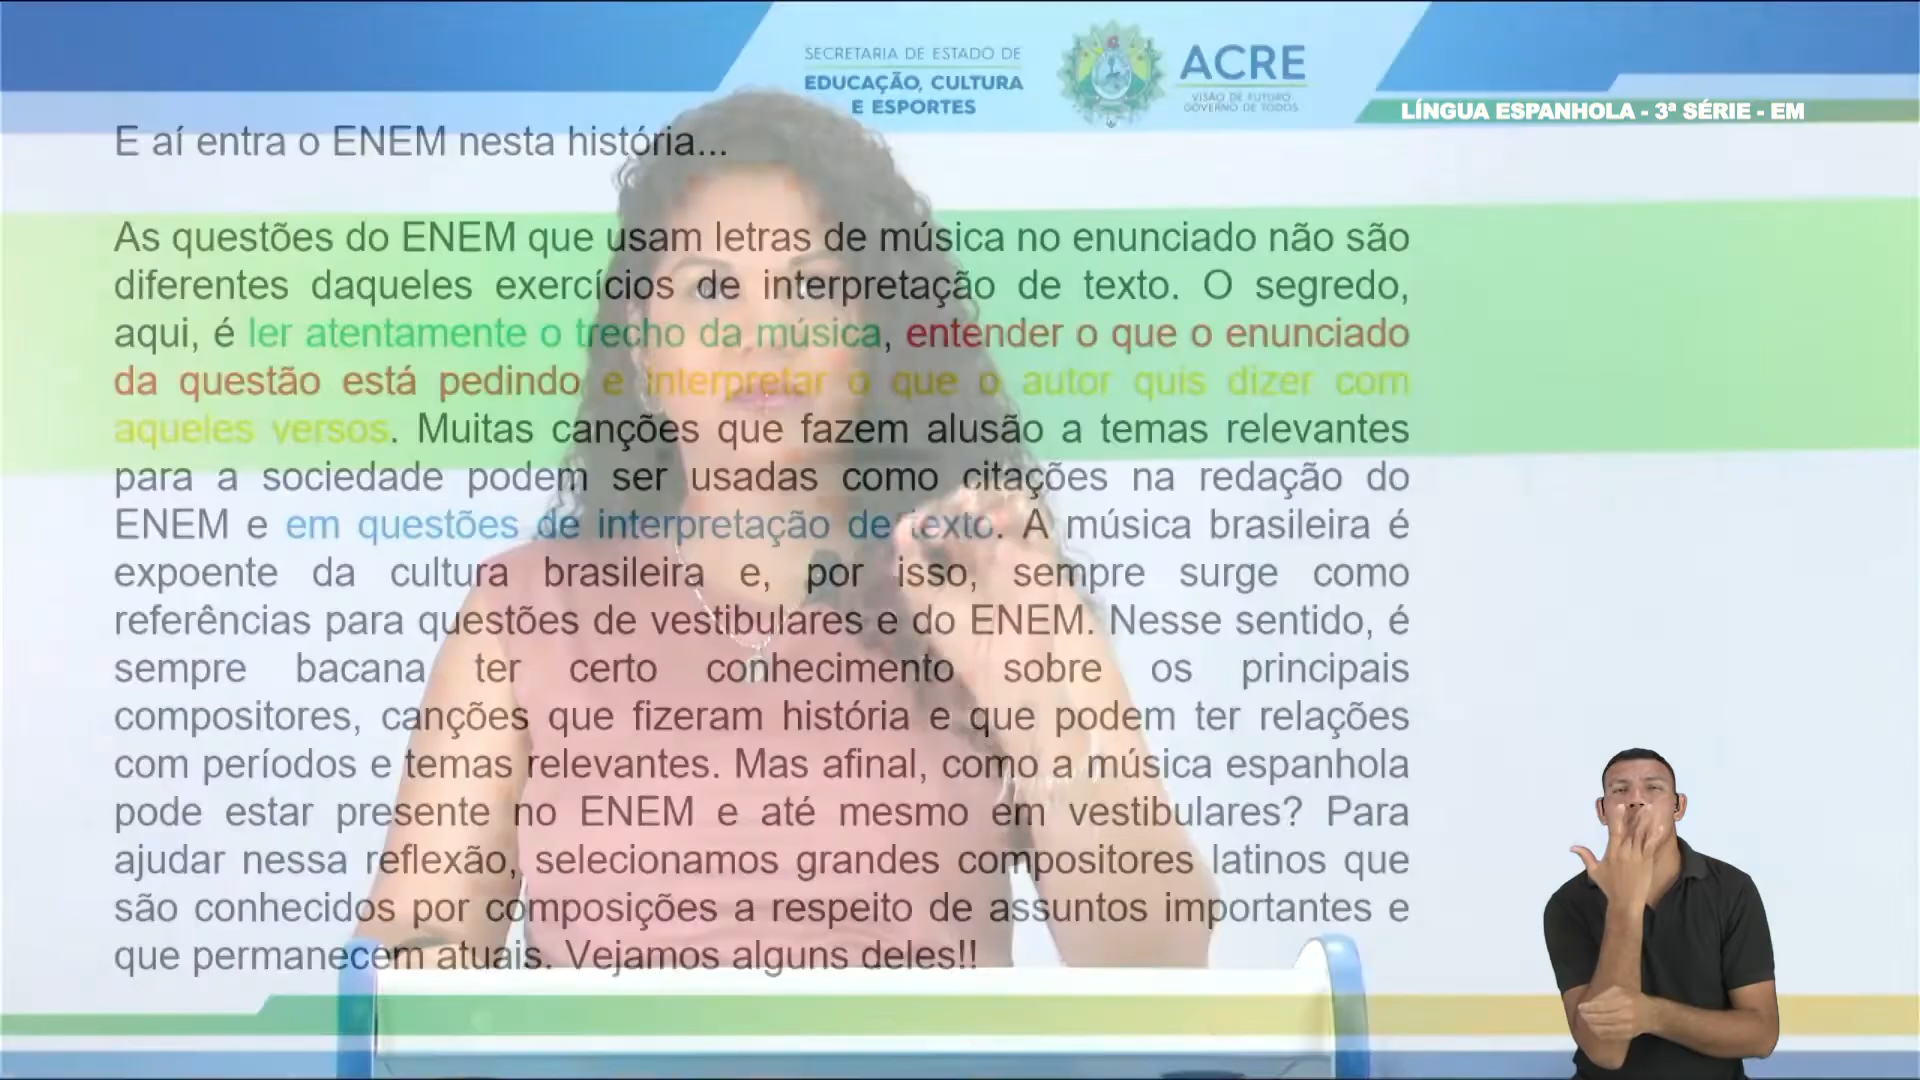 SECRETARIA DE ESTADO DE
EDUCAÇÃO, CULTURA
E ESPORTES
ACRE
VISÃO DE FUTURO
GOVERNO DE TODOS
LÍNGUA ESPANHOLA - 3ª SÉRIE - EM
E aí entra o ENEM nesta história...
As questões do ENEM que usam letras de música no enunciado não são
diferentes daqueles exercícios de interpretação de texto. O segredo,
aqui, é ler atentamente o trecho da música, entender o que o enunciado
da questão está pedindo e interpretar o que o autor quis dizer com
aqueles versos. Muitas canções que fazem alusão a temas relevantes
para a sociedade podem ser usadas como citações na redação do
ENEM e em questões de interpretação de texto. A música brasileira é
expoente da cultura brasileira e, por isso, sempre surge como
referências para questões de vestibulares e do ENEM. Nesse sentido, é
sempre bacana ter certo conhecimento sobre os principais
compositores, canções que fizeram história e que podem ter relações
com períodos e temas relevantes. Mas afinal, como a música espanhola
pode estar presente no ENEM e até mesmo em vestibulares? Para
ajudar nessa reflexão, selecionamos grandes compositores latinos que
são conhecidos por composições a respeito de assuntos importantes e
que permanecem atuais. Vejamos alguns deles!!